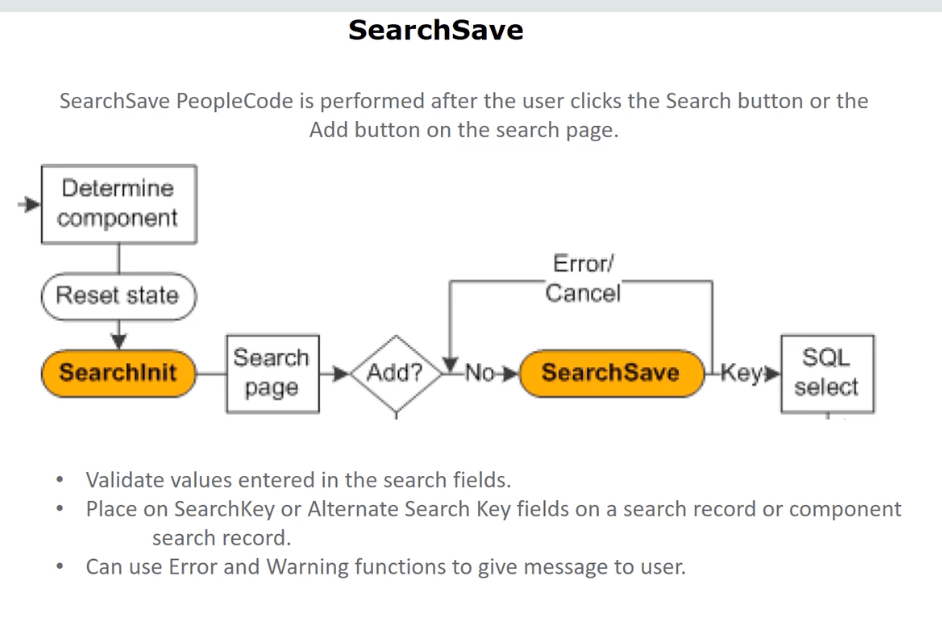 SearchSave
SearchSave PeopleCode is performed after the user clicks the Search button or the
Add button on the search page.
Determine
component
Reset state
SearchInit
Search
page
Add?
No
Error/
Cancel
SearchSave
Key
SQL
select
• Validate values entered in the search fields.
• Place on SearchKey or Alternate Search Key fields on a search record or component
search record.
• Can use Error and Warning functions to give message to user.